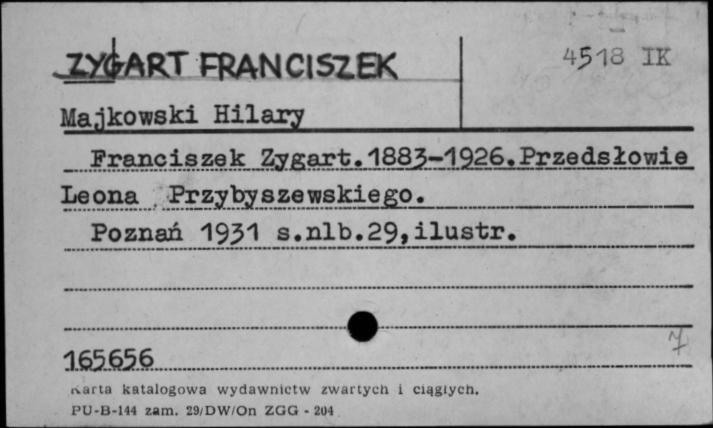 ZYGART FRANCISZEK 4518 IK
Majkowski Hilary
Franciszek Zygart.1883-1926.Przedsłowie
Leona Przybyszewskiego.
Poznań 1931 s.nlb.29,ilustr.
7
165656
Karta katalogowa wydawnictw zwartych i ciągłych.
PU-B-144 zam. 29/DW/On ZGG - 204